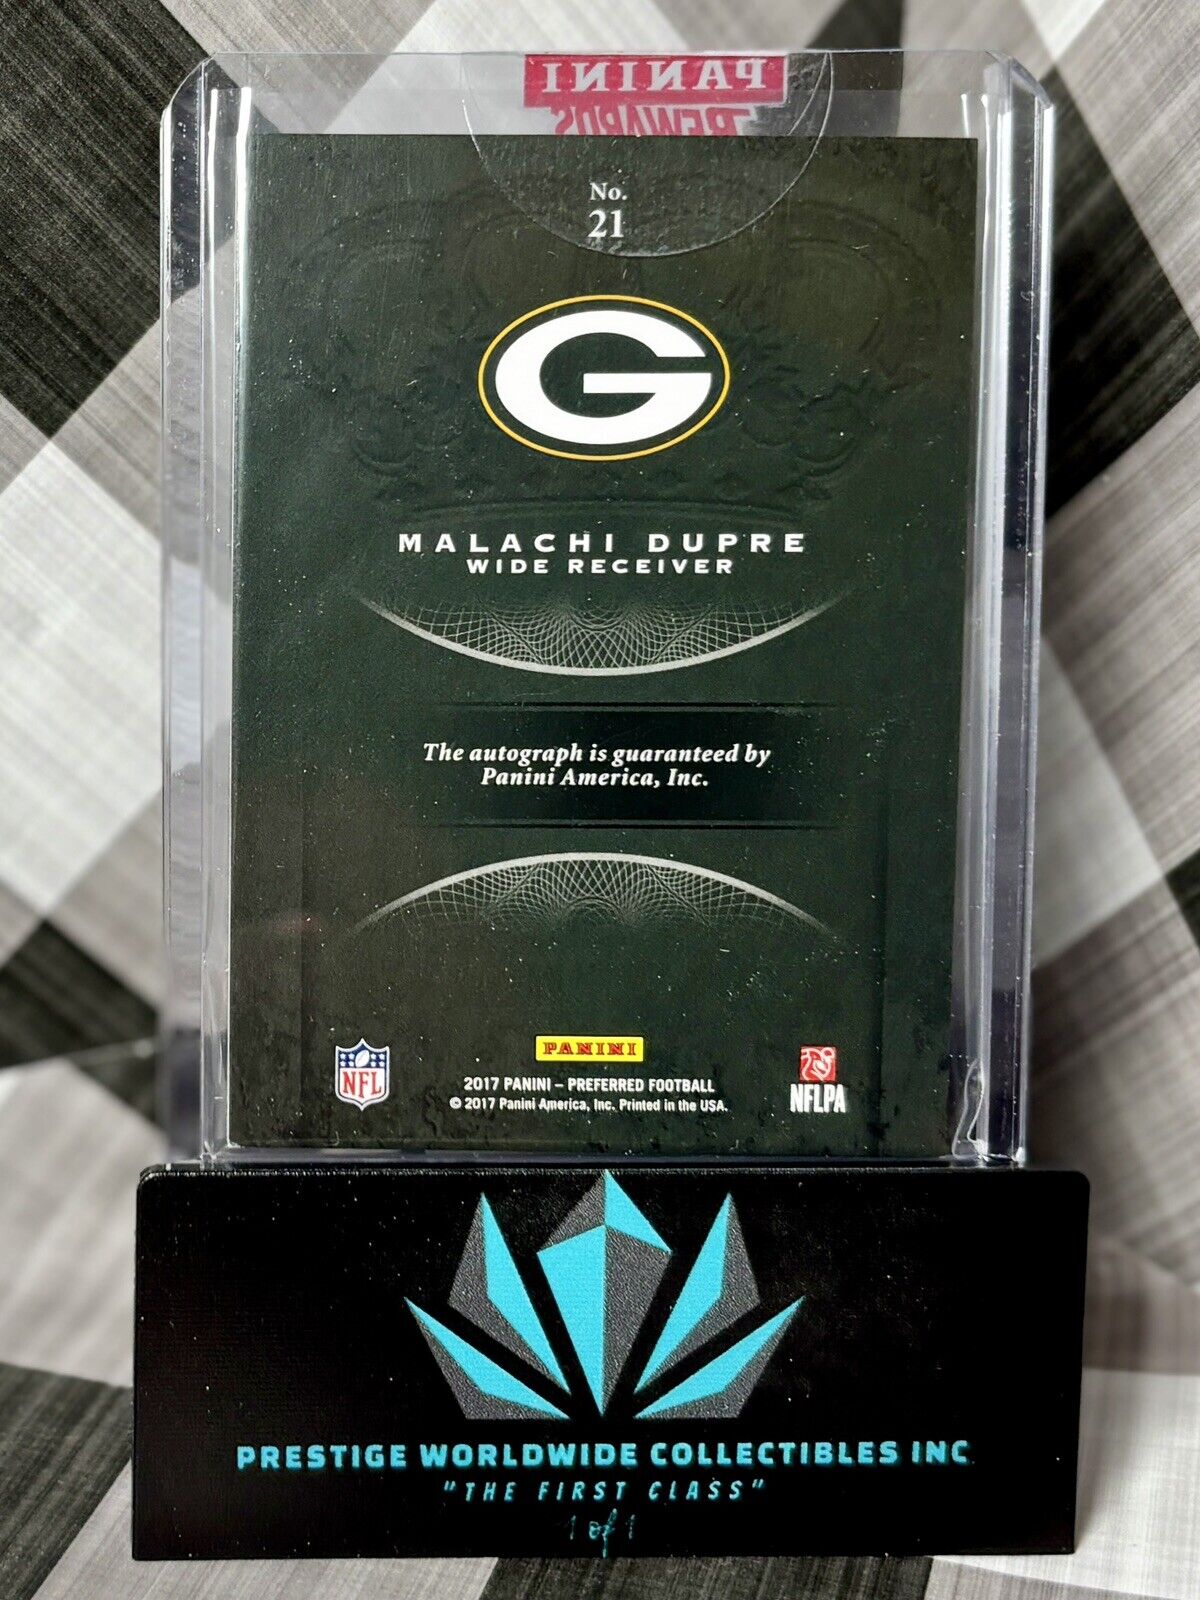 PANINI
REWARDS
No.
21
G
MALACHI DUPRE
WIDE RECEIVER
The autograph is guaranteed by
Panini America, Inc.
PANINI
NFL
2017 PANINI – PREFERRED FOOTBALL
© 2017 Panini America, Inc. Printed in the USA.
NFLPA
PRESTIGE WORLDWIDE COLLECTIBLES INC
"THE FIRST CLASS"
1 of 1